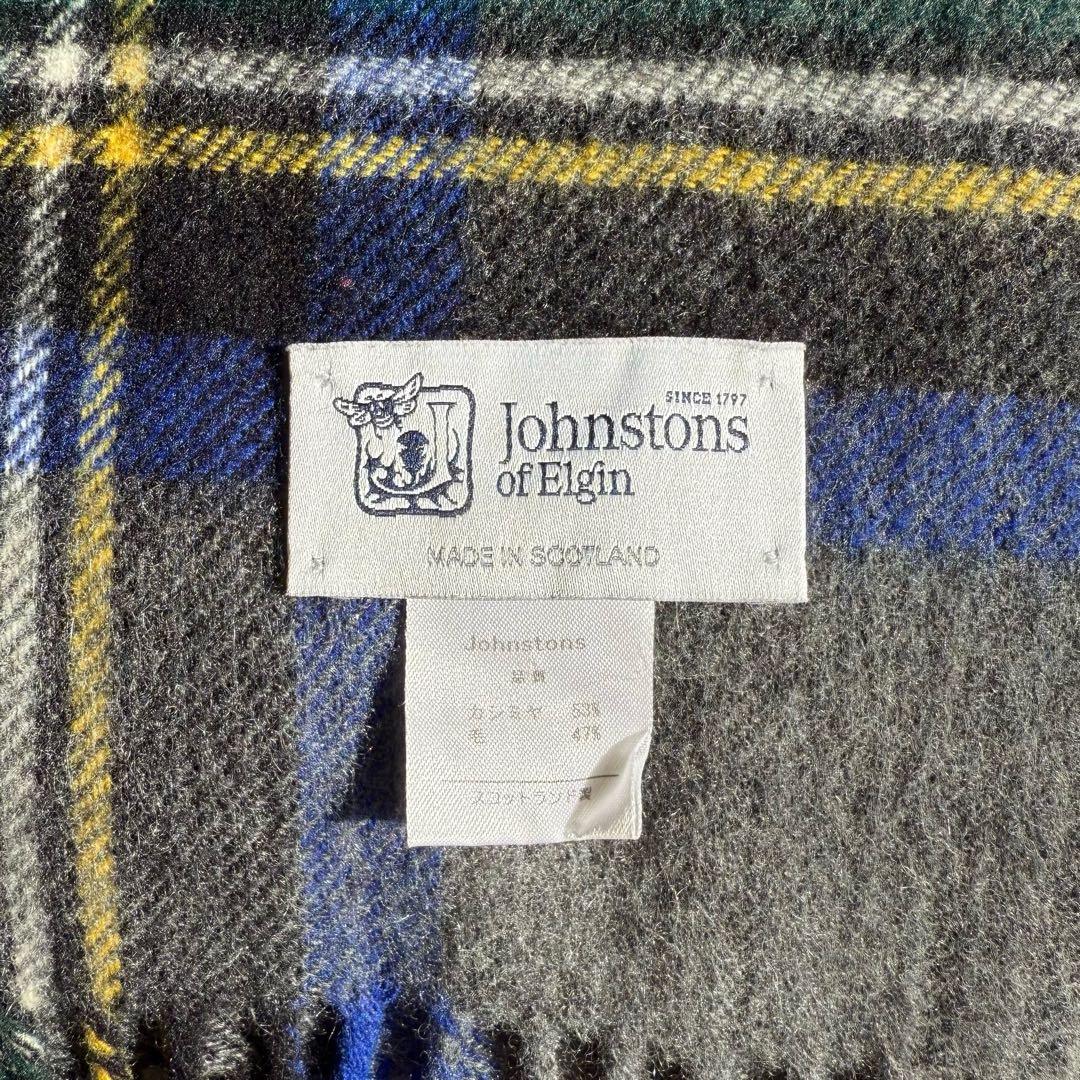 SINCE 1797
Johnstons
of Elgin
MADE IN SCOTLAND
Johnstons
品質
カシミヤ 53%
毛 47%
スコットランド製